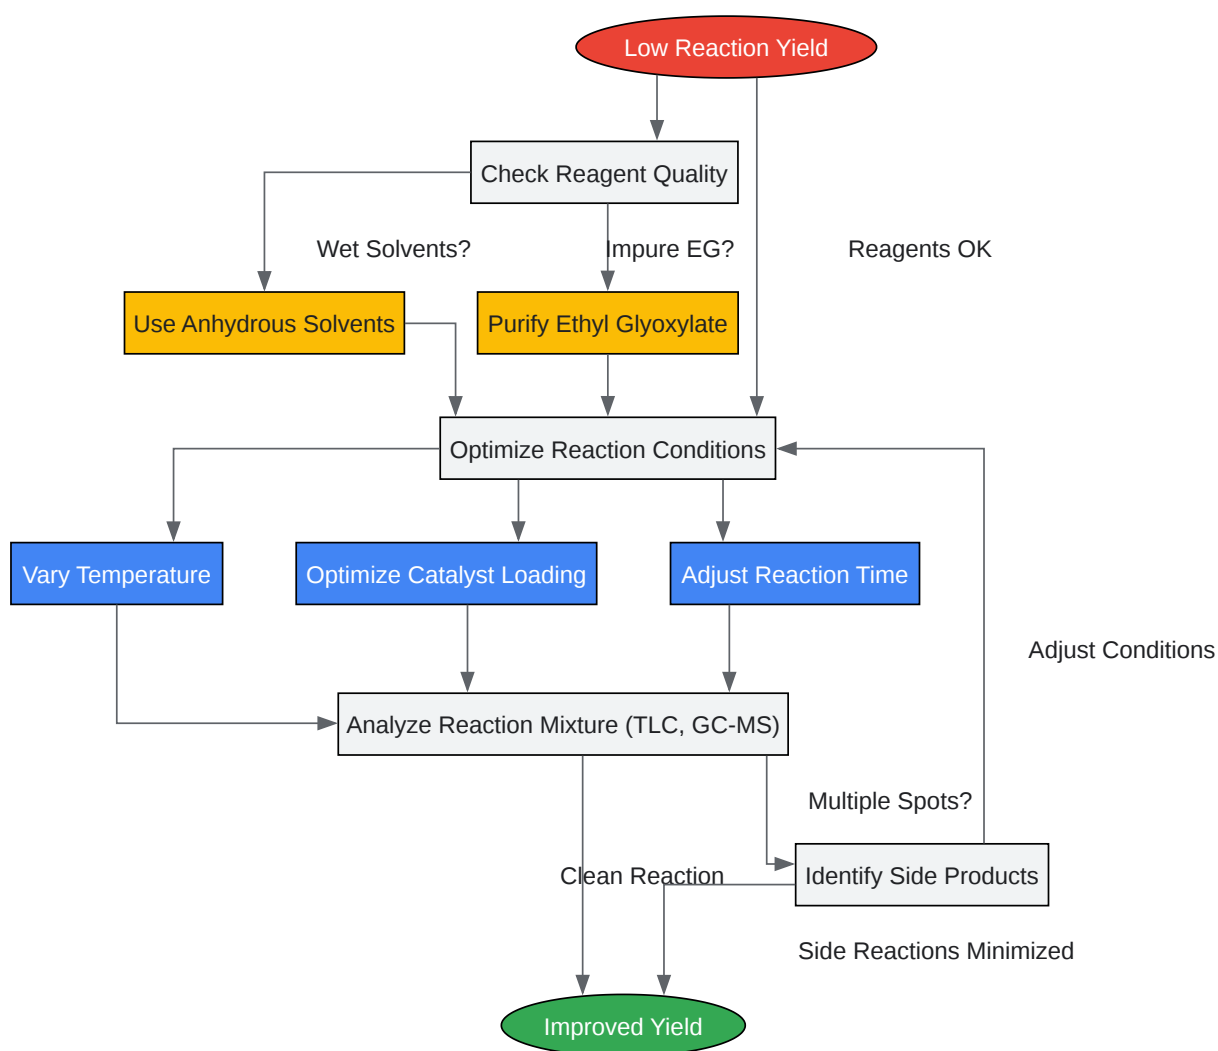 Low Reaction Yield
Check Reagent Quality
Wet Solvents?
Impure EG?
Reagents OK
Use Anhydrous Solvents
Purify Ethyl Glyoxylate
Optimize Reaction Conditions
Vary Temperature
Optimize Catalyst Loading
Adjust Reaction Time
Adjust Conditions
Analyze Reaction Mixture (TLC, GC-MS)
Multiple Spots?
Clean Reaction
Identify Side Products
Side Reactions Minimized
Improved Yield